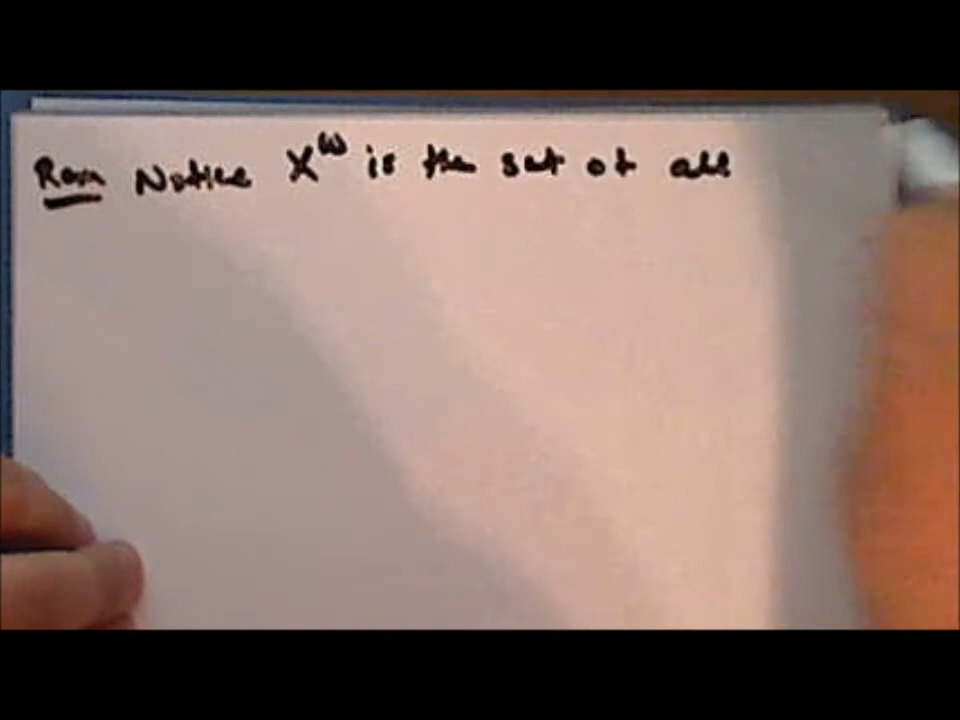 Rem Notice X^ω is the set of all